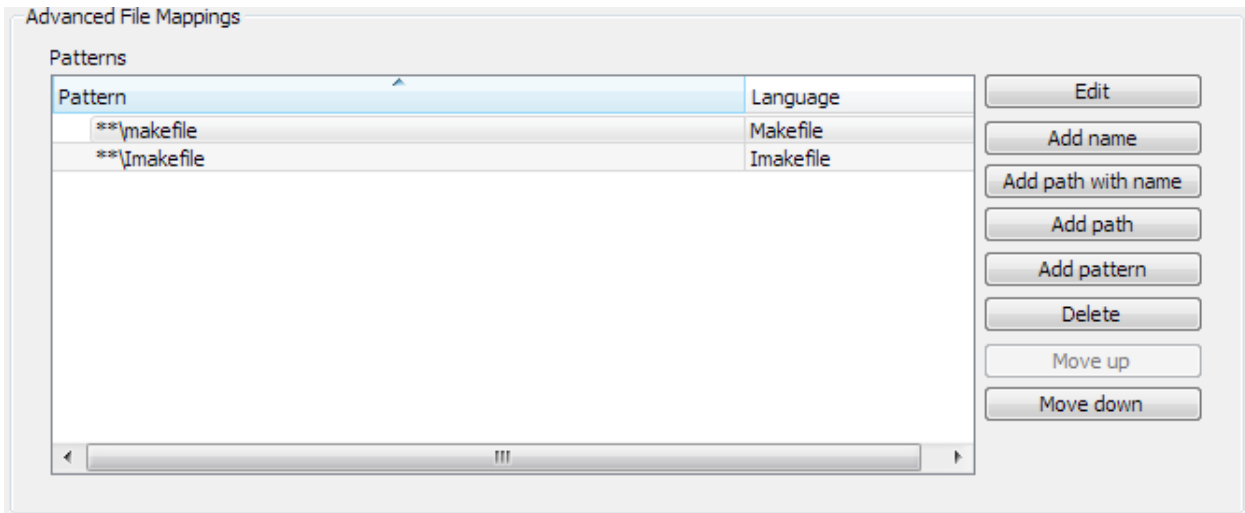 Advanced File Mappings
Patterns
Pattern Language
**\makefile Makefile
**\Imakefile Imakefile
Edit
Add name
Add path with name
Add path
Add pattern
Delete
Move up
Move down